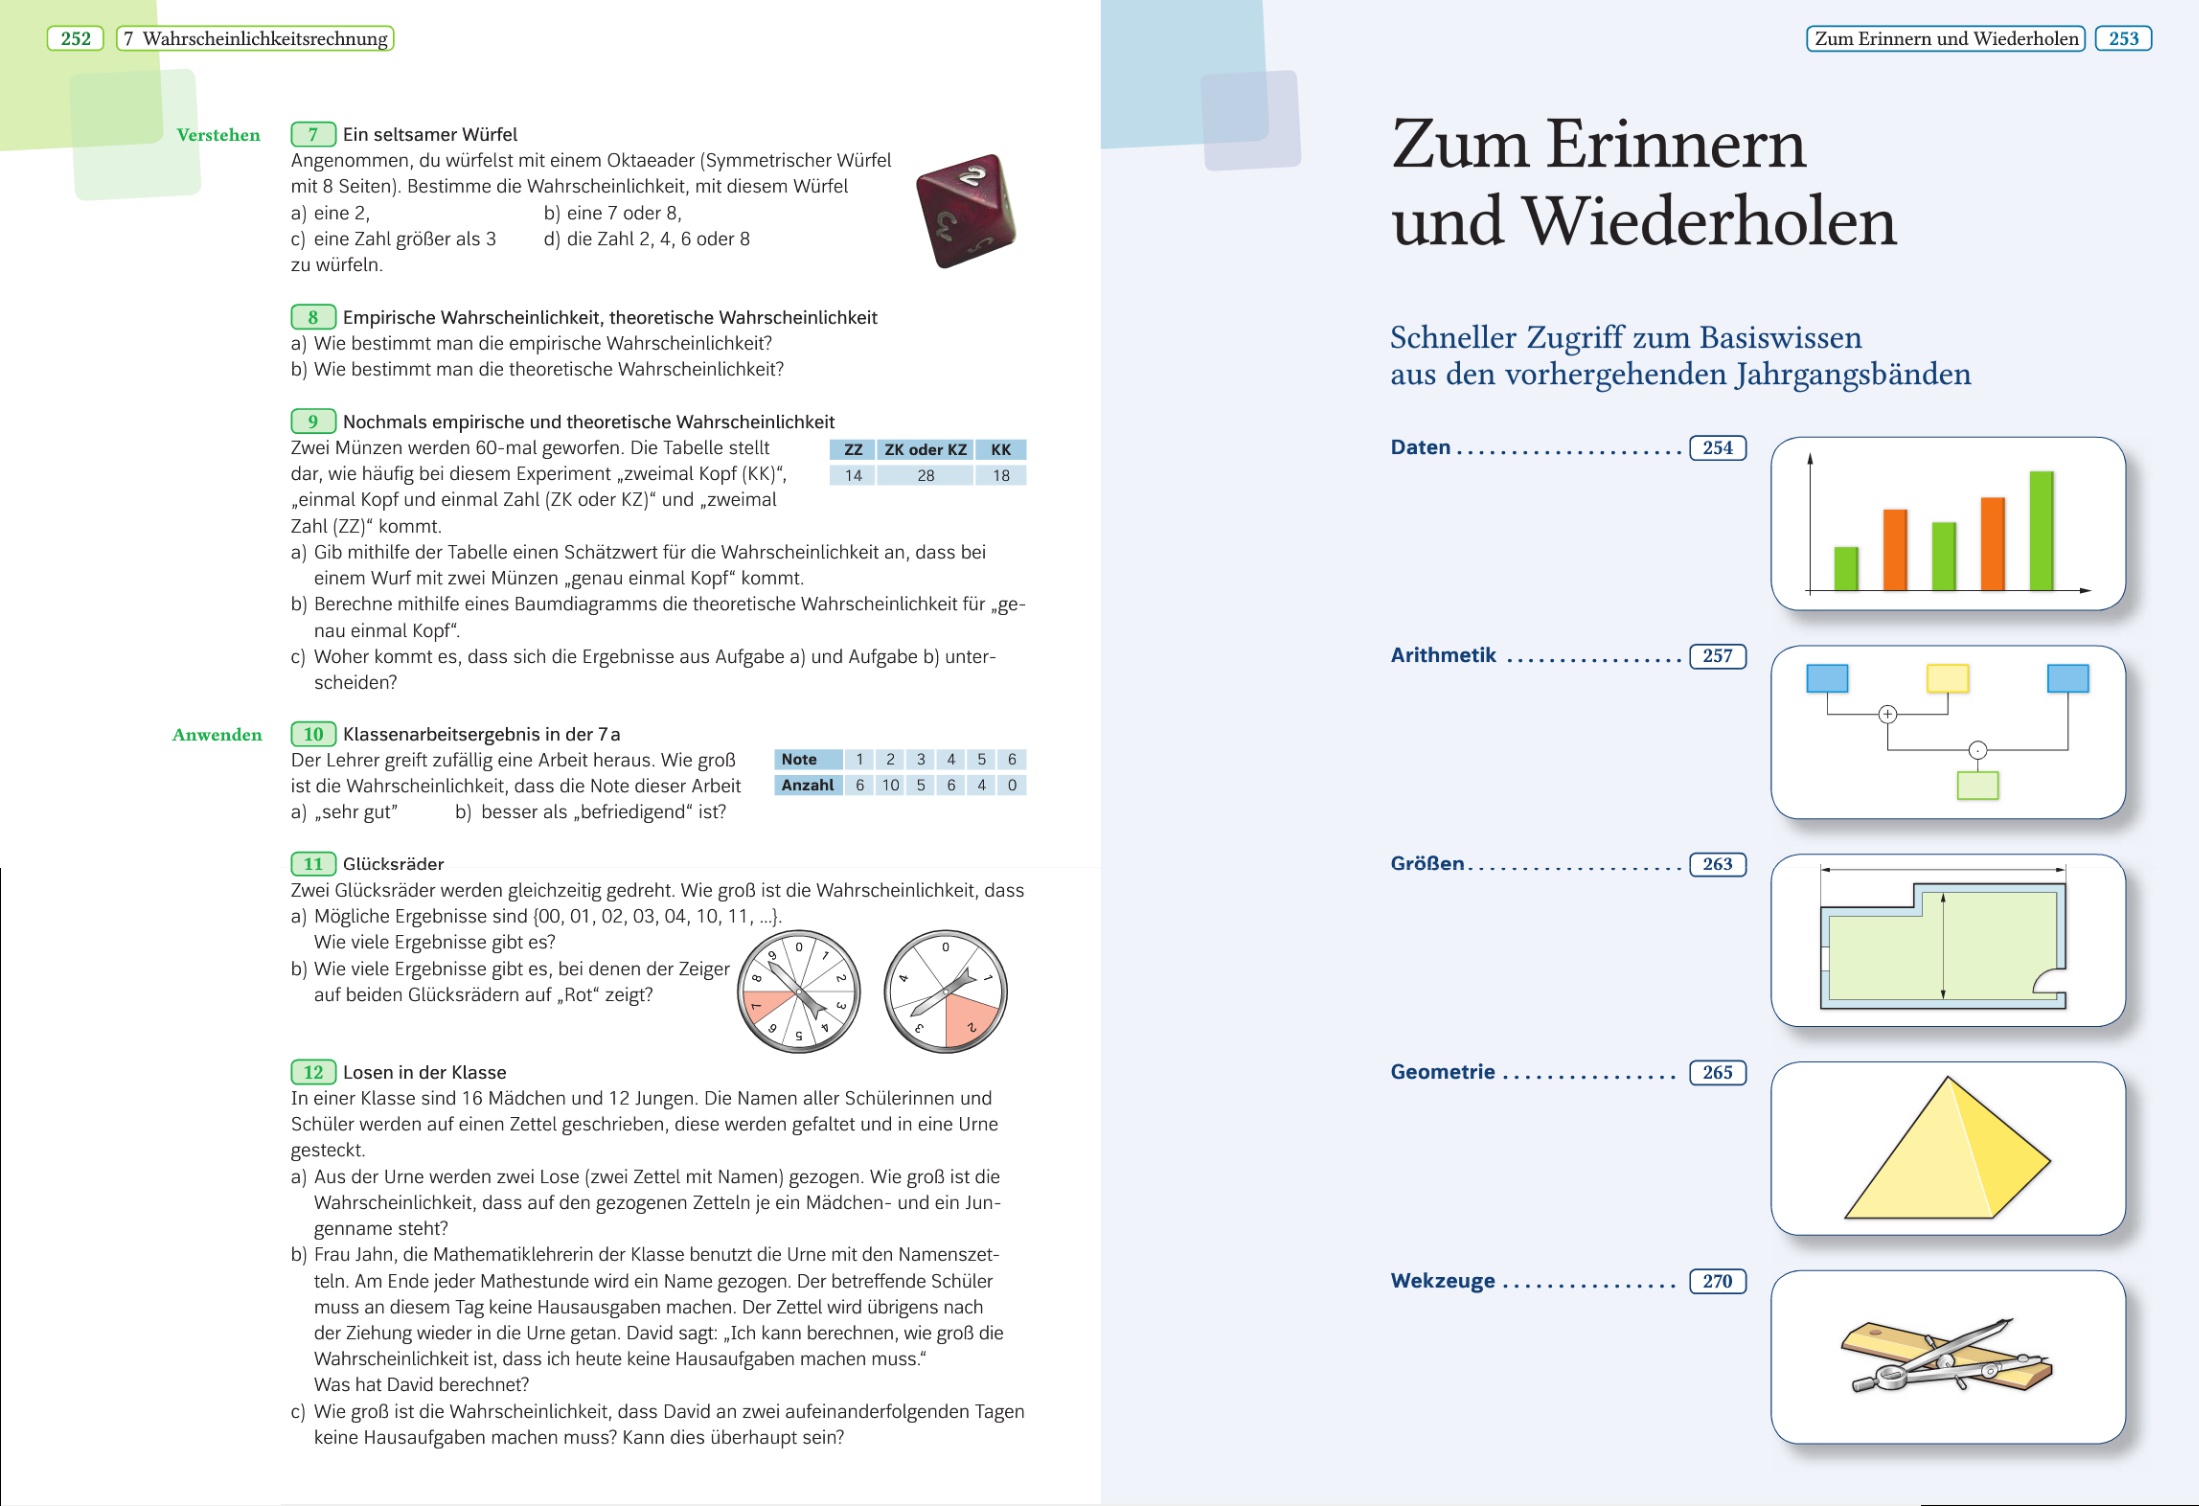 252 7 Wahrscheinlichkeitsrechnung
Verstehen
7 Ein seltsamer Würfel
Angenommen, du würfelst mit einem Oktaeader (Symmetrischer Würfel
mit 8 Seiten). Bestimme die Wahrscheinlichkeit, mit diesem Würfel
a) eine 2, b) eine 7 oder 8,
c) eine Zahl größer als 3 d) die Zahl 2, 4, 6 oder 8
zu würfeln.
2
3
5
8 Empirische Wahrscheinlichkeit, theoretische Wahrscheinlichkeit
a) Wie bestimmt man die empirische Wahrscheinlichkeit?
b) Wie bestimmt man die theoretische Wahrscheinlichkeit?
9 Nochmals empirische und theoretische Wahrscheinlichkeit
Zwei Münzen werden 60-mal geworfen. Die Tabelle stellt
dar, wie häufig bei diesem Experiment „zweimal Kopf (KK)“,
„einmal Kopf und einmal Zahl (ZK oder KZ)“ und „zweimal
Zahl (ZZ)“ kommt.
ZZ ZK oder KZ KK
14 28 18
a) Gib mithilfe der Tabelle einen Schätzwert für die Wahrscheinlichkeit an, dass bei
einem Wurf mit zwei Münzen „genau einmal Kopf“ kommt.
b) Berechne mithilfe eines Baumdiagramms die theoretische Wahrscheinlichkeit für „ge-
nau einmal Kopf“.
c) Woher kommt es, dass sich die Ergebnisse aus Aufgabe a) und Aufgabe b) unter-
scheiden?
Anwenden
10 Klassenarbeitsergebnis in der 7a
Der Lehrer greift zufällig eine Arbeit heraus. Wie groß
ist die Wahrscheinlichkeit, dass die Note dieser Arbeit
a) „sehr gut” b) besser als „befriedigend“ ist?
Note 1 2 3 4 5 6
Anzahl 6 10 5 6 4 0
11 Glücksräder
Zwei Glücksräder werden gleichzeitig gedreht. Wie groß ist die Wahrscheinlichkeit, dass
a) Mögliche Ergebnisse sind {00, 01, 02, 03, 04, 10, 11, ...}.
Wie viele Ergebnisse gibt es?
b) Wie viele Ergebnisse gibt es, bei denen der Zeiger
auf beiden Glücksrädern auf „Rot“ zeigt?
0 1 2 3 4 5 6 7 8 9
0 1 2 3 4
12 Losen in der Klasse
In einer Klasse sind 16 Mädchen und 12 Jungen. Die Namen aller Schülerinnen und
Schüler werden auf einen Zettel geschrieben, diese werden gefaltet und in eine Urne
gesteckt.
a) Aus der Urne werden zwei Lose (zwei Zettel mit Namen) gezogen. Wie groß ist die
Wahrscheinlichkeit, dass auf den gezogenen Zetteln je ein Mädchen- und ein Jun-
genname steht?
b) Frau Jahn, die Mathematiklehrerin der Klasse benutzt die Urne mit den Namenszet-
teln. Am Ende jeder Mathestunde wird ein Name gezogen. Der betreffende Schüler
muss an diesem Tag keine Hausausgaben machen. Der Zettel wird übrigens nach
der Ziehung wieder in die Urne getan. David sagt: „Ich kann berechnen, wie groß die
Wahrscheinlichkeit ist, dass ich heute keine Hausaufgaben machen muss.“
Was hat David berechnet?
c) Wie groß ist die Wahrscheinlichkeit, dass David an zwei aufeinanderfolgenden Tagen
keine Hausaufgaben machen muss? Kann dies überhaupt sein?
Zum Erinnern und Wiederholen 253
Zum Erinnern
und Wiederholen
Schneller Zugriff zum Basiswissen
aus den vorhergehenden Jahrgangsbänden
Daten ..................... 254
Arithmetik ................. 257
+
·
Größen..................... 263
Geometrie ................ 265
Wekzeuge ................ 270